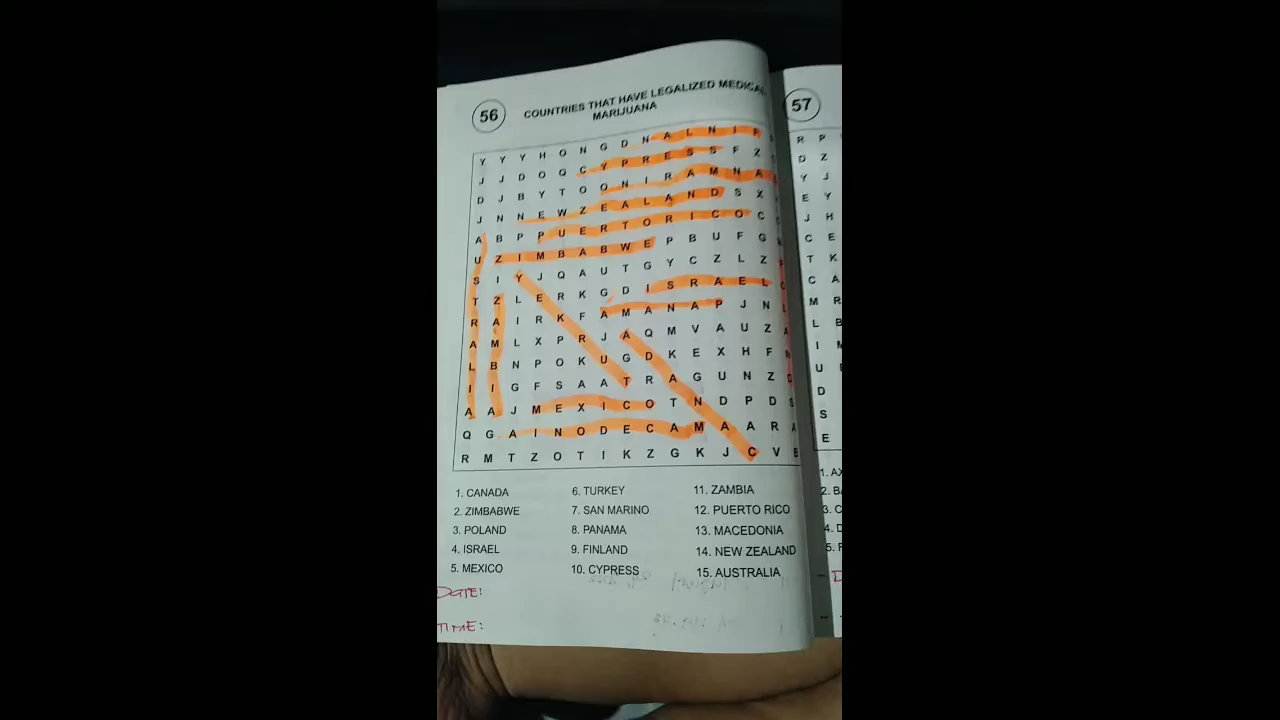 56
COUNTRIES THAT HAVE LEGALIZED MEDICAL
MARIJUANA
57
Y Y Y H O N G D N A L N I F
J J D O Q C Y P R E S S F Z
D J B Y T O O N I R A M N A S
J N N E W Z E A L A N D S X
A B P P U E R T O R I C O C
U Z I M B A B W E P B U F G
S I Y J Q A U T G Y C Z L Z P
T Z L E R K G D I S R A E L O
R A I R K F A M A N A P J N L
A M L X P R J A Q M V A U Z A
L B N P O K U G D K E X H F N
I I G F S A A T R A G U N Z D
A A J M E X I C O T N D P D S
Q G A I N O D E C A M A A R A
R M T Z O T I K Z G K J C V B
R P
D Z
Y J
E Y
J H
C E
T K
C A
M R
L B
I M
U
D
S
E
1. CANADA
2. ZIMBABWE
3. POLAND
4. ISRAEL
5. MEXICO
6. TURKEY
7. SAN MARINO
8. PANAMA
9. FINLAND
10. CYPRESS
11. ZAMBIA
12. PUERTO RICO
13. MACEDONIA
14. NEW ZEALAND
15. AUSTRALIA
DATE:
TIME: